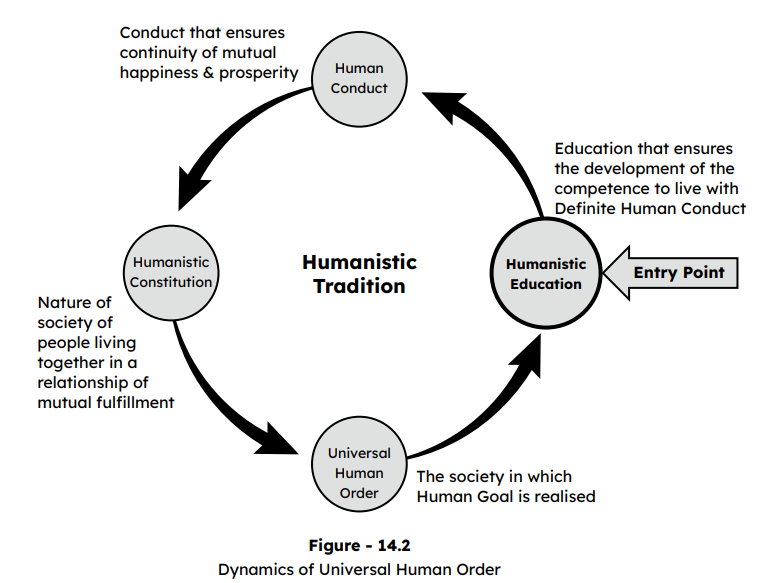 Conduct that ensures
continuity of mutual
happiness & prosperity
Human
Conduct
Education that ensures
the development of the
competence to live with
Definite Human Conduct
Humanistic
Constitution
Humanistic
Tradition
Humanistic
Education
Entry Point
Nature of
society of
people living
together in a
relationship of
mutual fulfillment
Universal
Human
Order
The society in which
Human Goal is realised
Figure - 14.2
Dynamics of Universal Human Order